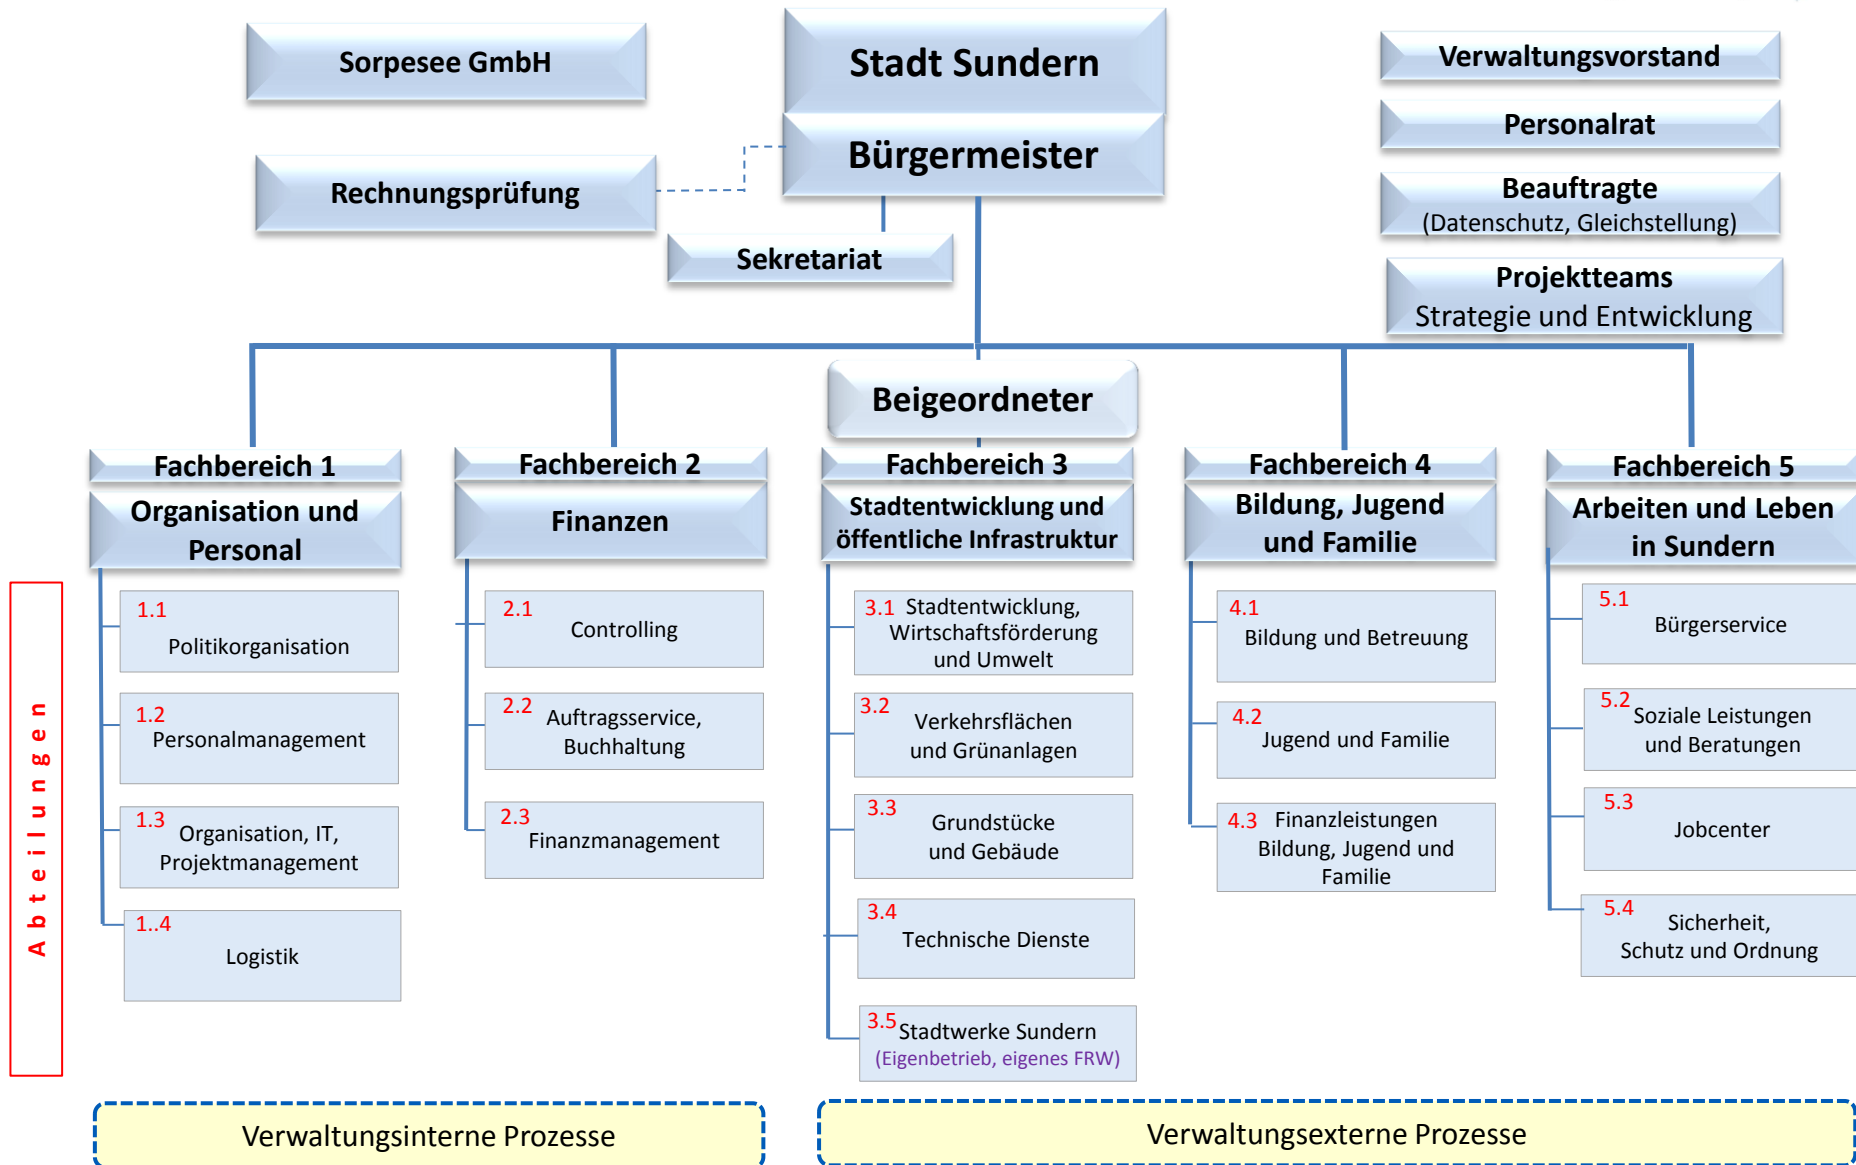 Sorpesee GmbH
Stadt Sundern
Bürgermeister
Rechnungsprüfung
Sekretariat
Verwaltungsvorstand
Personalrat
Beauftragte
(Datenschutz, Gleichstellung)
Projektteams
Strategie und Entwicklung
Beigeordneter
Fachbereich 1
Organisation und
Personal
Fachbereich 2
Finanzen
Fachbereich 3
Stadtentwicklung und
öffentliche Infrastruktur
Fachbereich 4
Bildung, Jugend
und Familie
Fachbereich 5
Arbeiten und Leben
in Sundern
Abteilungen
1.1
Politikorganisation
1.2
Personalmanagement
1.3
Organisation, IT,
Projektmanagement
1..4
Logistik
2.1
Controlling
2.2
Auftragsservice,
Buchhaltung
2.3
Finanzmanagement
3.1 Stadtentwicklung,
Wirtschaftsförderung
und Umwelt
3.2
Verkehrsflächen
und Grünanlagen
3.3
Grundstücke
und Gebäude
3.4
Technische Dienste
3.5 Stadtwerke Sundern
(Eigenbetrieb, eigenes FRW)
4.1
Bildung und Betreuung
4.2
Jugend und Familie
4.3 Finanzleistungen
Bildung, Jugend und
Familie
5.1
Bürgerservice
5.2
Soziale Leistungen
und Beratungen
5.3
Jobcenter
5.4
Sicherheit,
Schutz und Ordnung
Verwaltungsinterne Prozesse
Verwaltungsexterne Prozesse